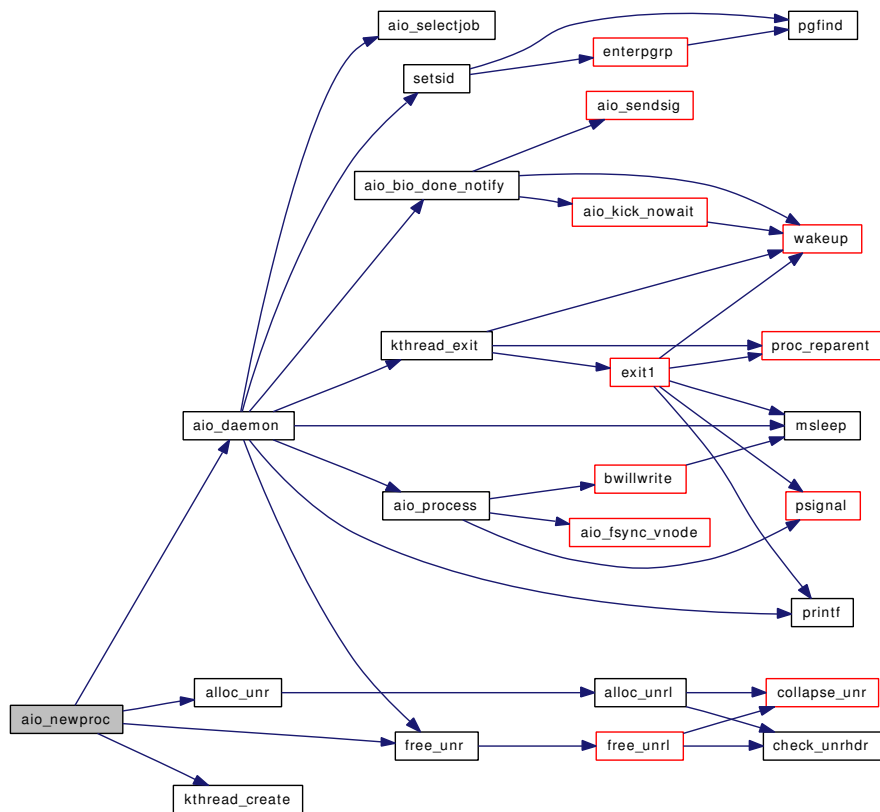 aio_selectjob
pgfind
enterpgrp
setsid
aio_sendsig
aio_bio_done_notify
aio_kick_nowait
wakeup
kthread_exit
proc_reparent
exit1
aio_daemon
msleep
bwillwrite
aio_process
psignal
aio_fsync_vnode
printf
alloc_unr
alloc_unrl
collapse_unr
aio_newproc
free_unr
free_unrl
check_unrhdr
kthread_create